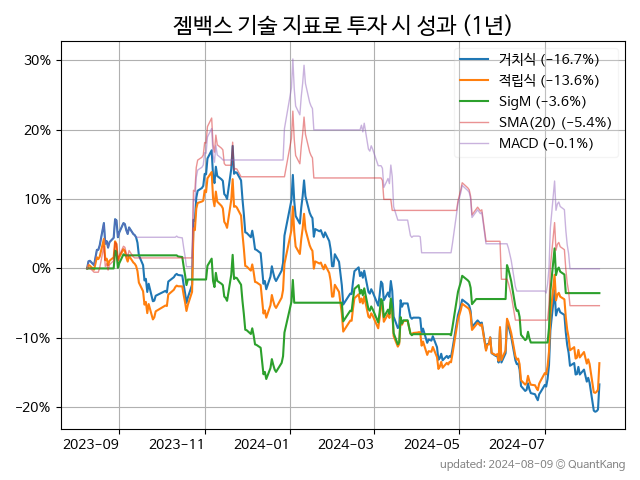 젬백스 기술 지표로 투자 시 성과 (1년)
30%
20%
10%
0%
−10%
−20%
거치식 (−16.7%)
적립식 (−13.6%)
SigM (−3.6%)
SMA(20) (−5.4%)
MACD (−0.1%)
2023-09 2023-11 2024-01 2024-03 2024-05 2024-07
updated: 2024-08-09 © QuantKang